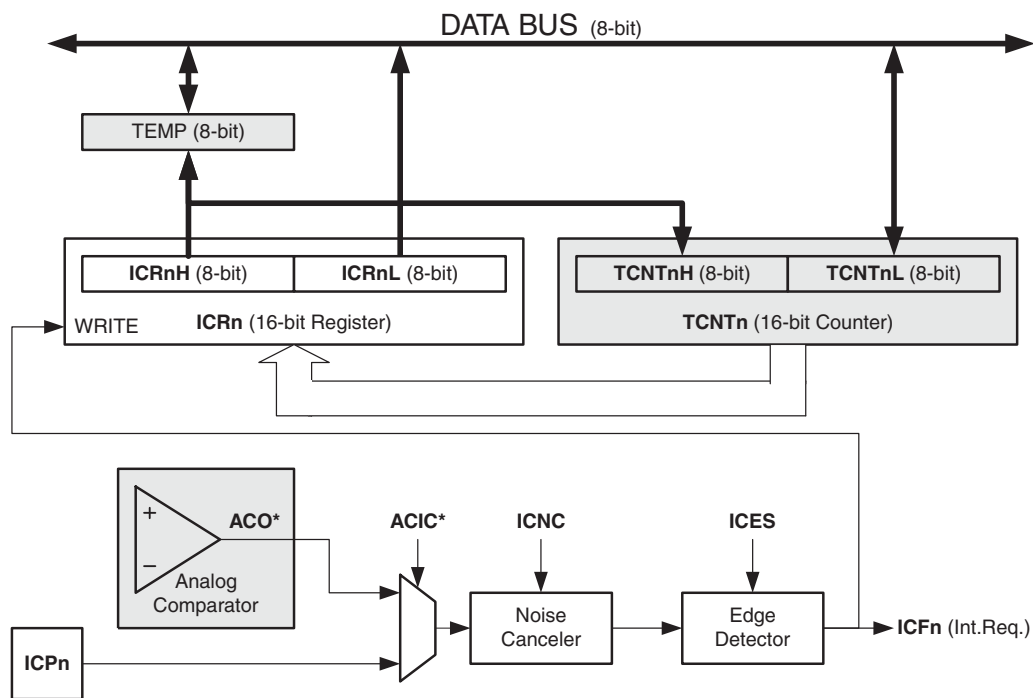 DATA BUS (8-bit)
TEMP (8-bit)
ICRnH (8-bit)
ICRnL (8-bit)
TCNTnH (8-bit)
TCNTnL (8-bit)
WRITE
ICRn (16-bit Register)
TCNTn (16-bit Counter)
+
−
ACO*
Analog
Comparator
ACIC*
ICNC
ICES
Noise
Canceler
Edge
Detector
ICFn (Int.Req.)
ICPn